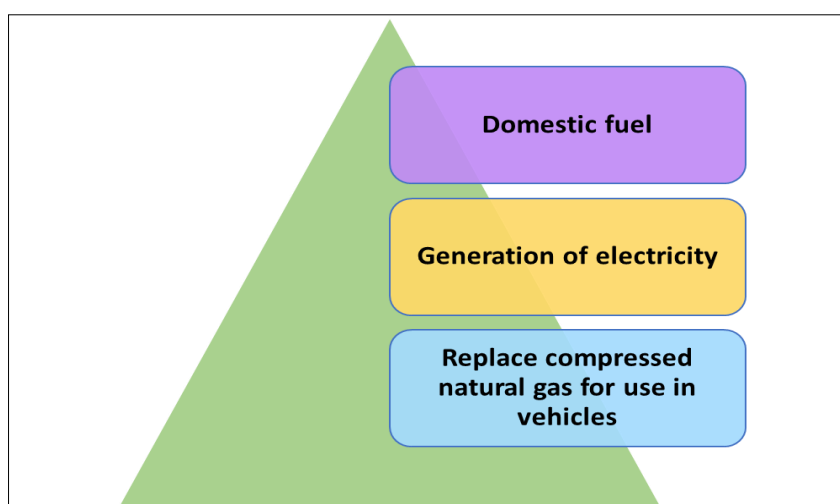 Domestic fuel
Generation of electricity
Replace compressed
natural gas for use in
vehicles